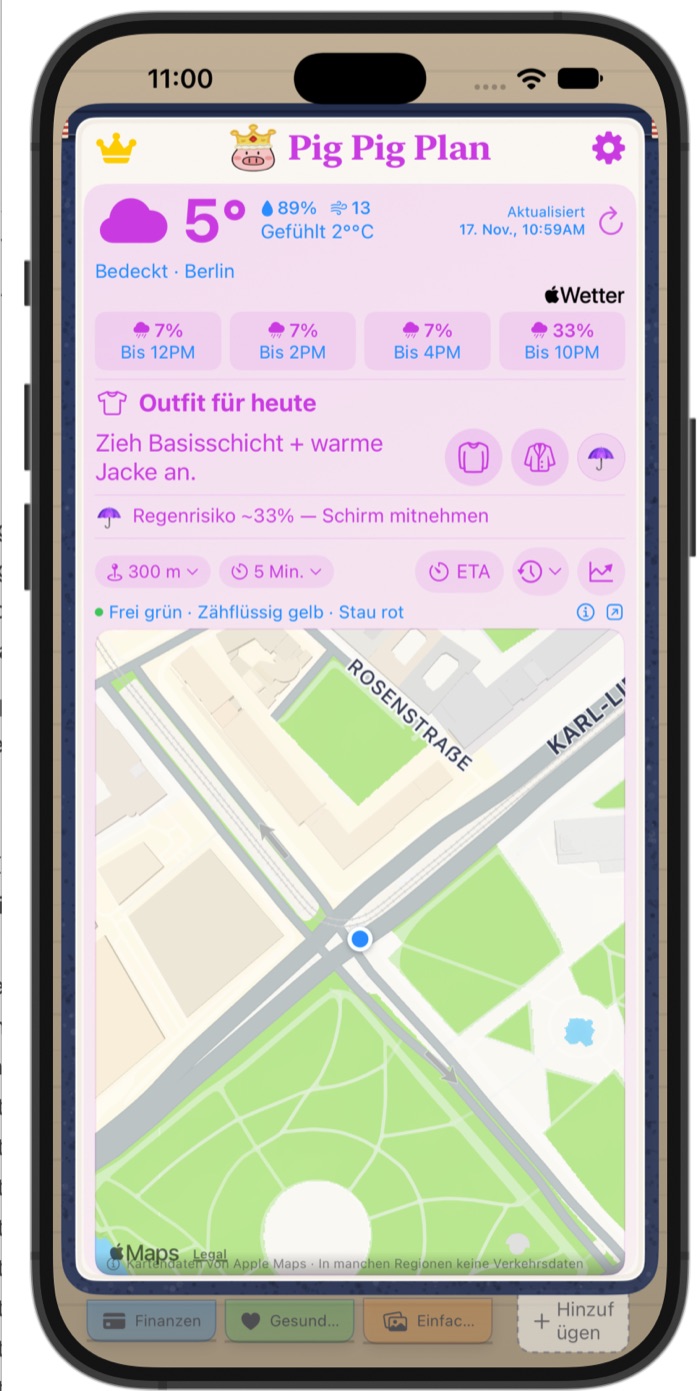 11:00
Pig Pig Plan
5°
89% 13
Gefühlt 2°°C
Aktualisiert
17. Nov., 10:59AM
Bedeckt · Berlin
Wetter
7% 7% 7% 33%
Bis 12PM Bis 2PM Bis 4PM Bis 10PM
Outfit für heute
Zieh Basisschicht + warme
Jacke an.
Regenrisiko ~33% — Schirm mitnehmen
300 m 5 Min. ETA
Frei grün · Zähflüssig gelb · Stau rot
ROSENSTRAẞE
KARL-LI
Maps Legal
Kartendaten von Apple Maps · In manchen Regionen keine Verkehrsdaten
Finanzen Gesund... Einfac... + Hinzuf
ügen